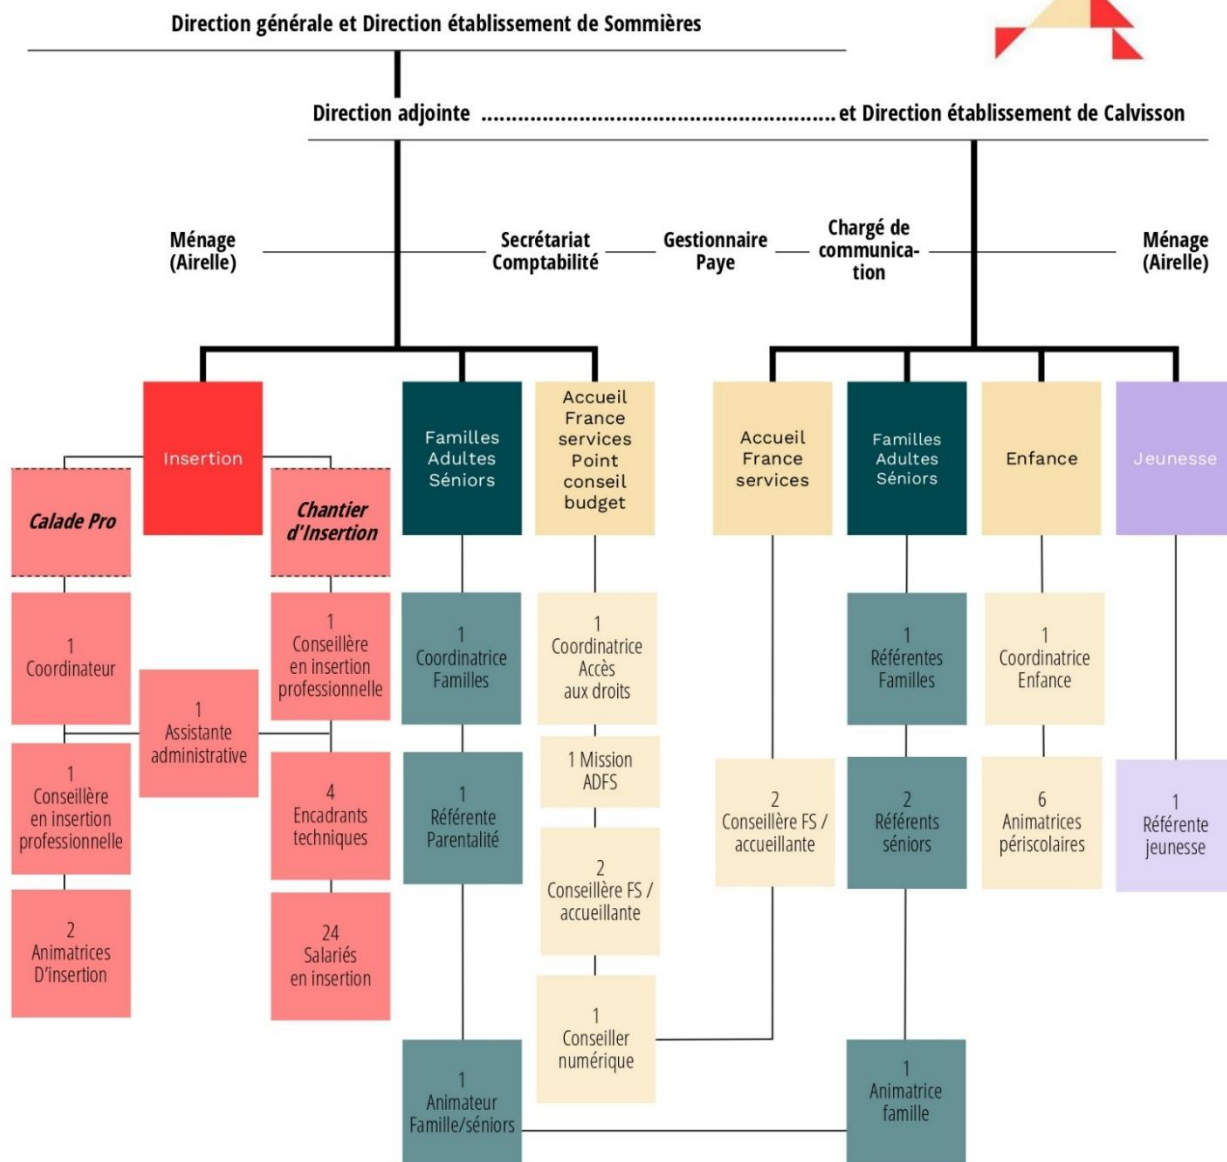 Direction générale et Direction établissement de Sommières
Direction adjointe .......................................................... et Direction établissement de Calvisson
Ménage
(Airelle)
Secrétariat
Comptabilité
Gestionnaire
Paye
Chargé de
communica-
tion
Ménage
(Airelle)
Insertion
Calade Pro
Chantier
d'Insertion
1
Coordinateur
1
Conseillère
en insertion
professionnelle
1
Assistante
administrative
1
Conseillère
en insertion
professionnelle
4
Encadrants
techniques
2
Animatrices
D'insertion
24
Salariés
en insertion
Familles
Adultes
Séniors
1
Coordinatrice
Familles
1
Référente
Parentalité
1
Animateur
Famille/séniors
Accueil
France
services
Point
conseil
budget
1
Coordinatrice
Accès
aux droits
1 Mission
ADFS
2
Conseillère FS /
accueillante
1
Conseiller
numérique
Accueil
France
services
2
Conseillère FS /
accueillante
Familles
Adultes
Séniors
1
Référentes
Familles
2
Référents
séniors
1
Animatrice
famille
Enfance
1
Coordinatrice
Enfance
6
Animatrices
périscolaires
Jeunesse
1
Référente
jeunesse